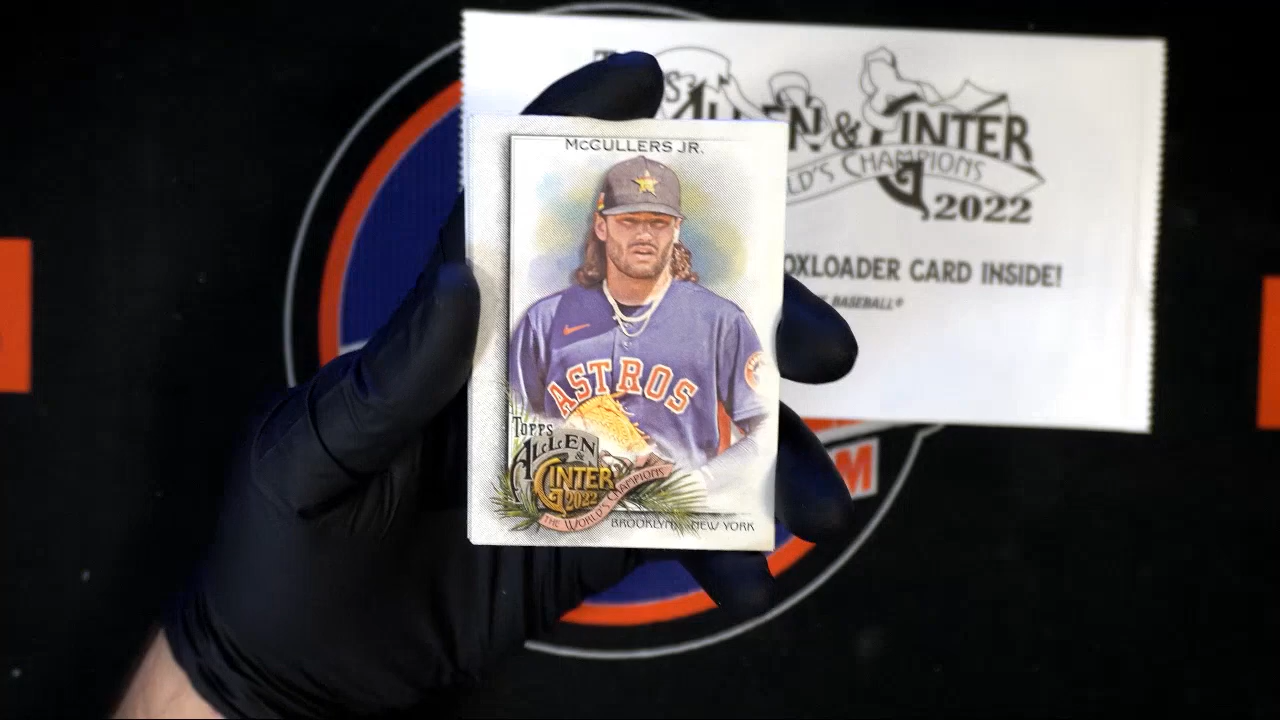 ALLEN & GINTER
WORLD'S CHAMPIONS
2022
BOXLOADER CARD INSIDE!
BASEBALL®
McCULLERS JR.
ASTROS
TOPPS
ALLEN
&
GINTER
2022
THE WORLD'S CHAMPIONS
BROOKLYN, NEW YORK
M